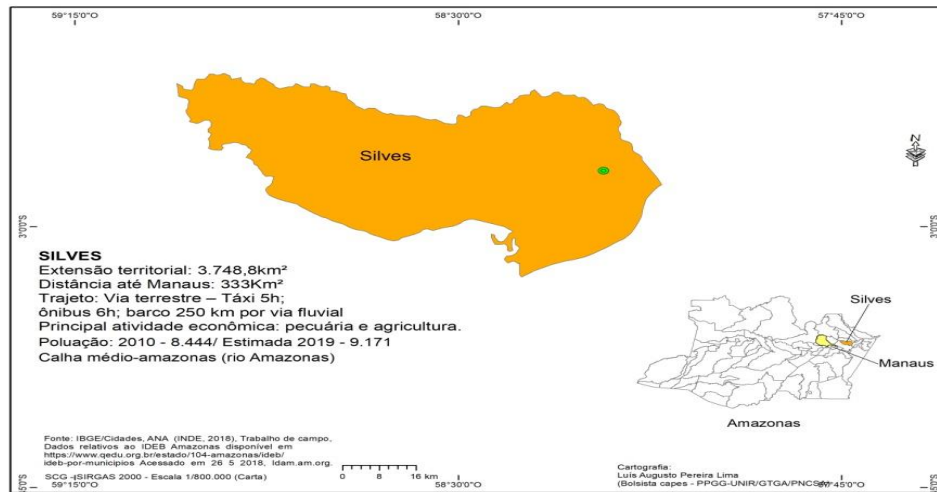 59°15'0"O 58°30'0"O 57°45'0"O
Silves
N
3°0'0"S 3°0'0"S
SILVES
Extensão territorial: 3.748,8km²
Distância até Manaus: 333Km²
Trajeto: Via terrestre – Táxi 5h;
ônibus 6h; barco 250 km por via fluvial
Principal atividade econômica: pecuária e agricultura.
Poluação: 2010 - 8.444/ Estimada 2019 - 9.171
Calha médio-amazonas (rio Amazonas)
Silves
Manaus
Amazonas
Fonte: IBGE/Cidades, ANA (INDE, 2018), Trabalho de campo,
Dados relativos ao IDEB Amazonas disponível em
https://www.qedu.org.br/estado/104-amazonas/ideb/
ideb-por-municipios Acessado em 26 5 2018, Idam.am.org.
SCG -SIRGAS 2000 - Escala 1/800.000 (Carta)
0 8 16 km
Cartografia:
Luís Augusto Pereira Lima
(Bolsista capes - PPGG-UNIR/GTGA/PNCSA
59°15'0"O 58°30'0"O 57°45'0"O